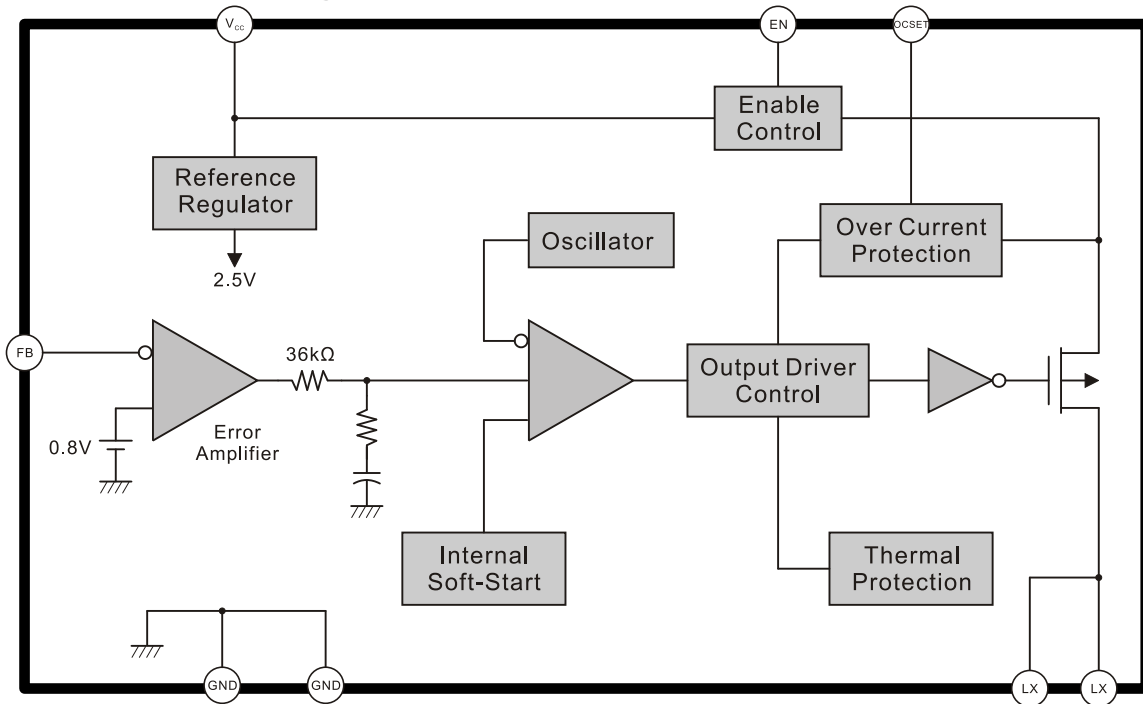 Vcc
EN
OCSET
Enable
Control
Reference
Regulator
2.5V
Oscillator
Over Current
Protection
FB
36kΩ
0.8V
Error
Amplifier
Output Driver
Control
Internal
Soft-Start
Thermal
Protection
GND
GND
LX
LX